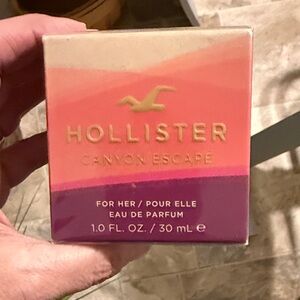 HOLLISTER
CANYON ESCAPE
FOR HER / POUR ELLE
EAU DE PARFUM
1.0 FL. OZ. / 30 mL ℮